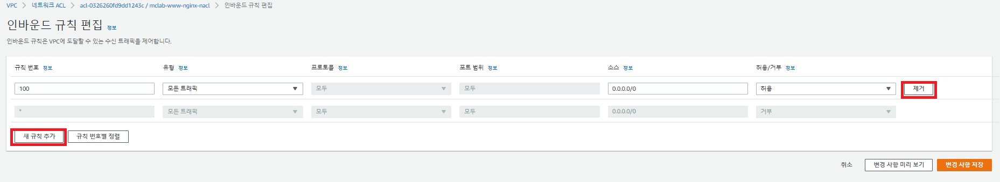 VPC > 네트워크 ACL > acl-0326260fd9dd1243c / mclab-www-nginx-nacl > 인바운드 규칙 편집
인바운드 규칙 편집 정보
인바운드 규칙은 VPC에 도달할 수 있는 수신 트래픽을 제어합니다.
규칙 번호 정보 유형 정보 프로토콜 정보 포트 범위 정보 소스 정보 허용/거부 정보
100 모든 트래픽 모두 모두 0.0.0.0/0 허용 제거
* 모든 트래픽 모두 모두 0.0.0.0/0 거부
새 규칙 추가 규칙 번호별 정렬
취소 변경 사항 미리 보기 변경 사항 저장